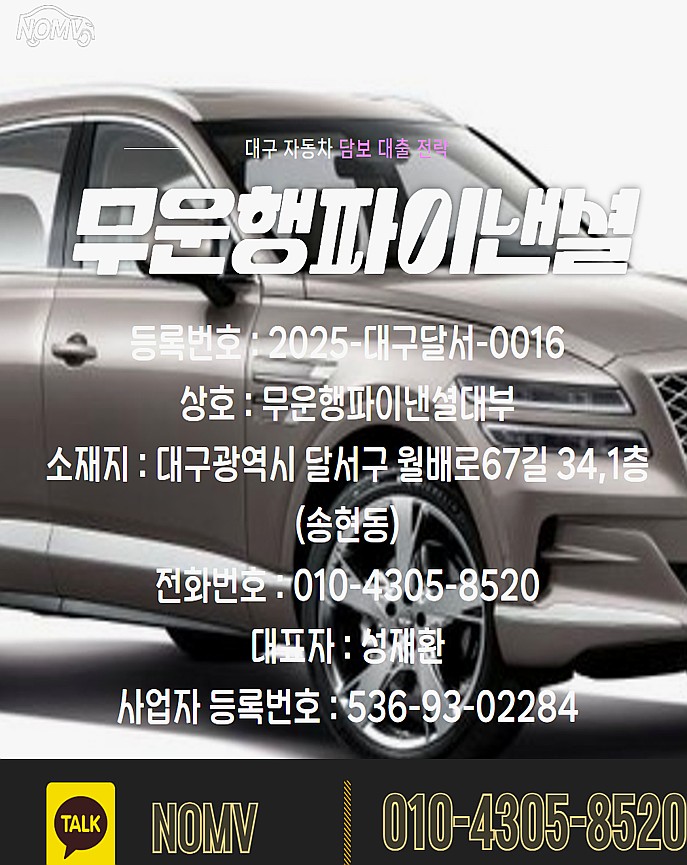 NOMV
대구 자동차 담보 대출 전략
무운행파이낸셜
등록번호 : 2025-대구달서-0016
상호 : 무운행파이낸셜대부
소재지 : 대구광역시 달서구 월배로67길 34,1층
(송현동)
전화번호 : 010-4305-8520
대표자 : 성재환
사업자 등록번호 : 536-93-02284
TALK
NOMV
010-4305-8520